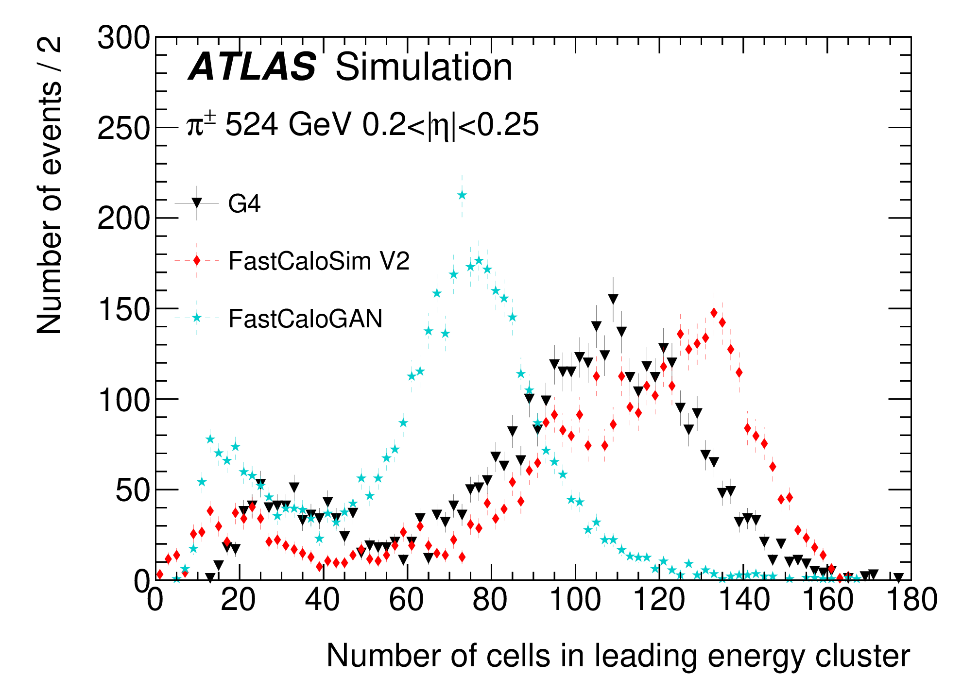 Number of events / 2
300
250
200
150
100
50
0
ATLAS Simulation
π± 524 GeV 0.2<|η|<0.25
G4
FastCaloSim V2
FastCaloGAN
0 20 40 60 80 100 120 140 160 180
Number of cells in leading energy cluster